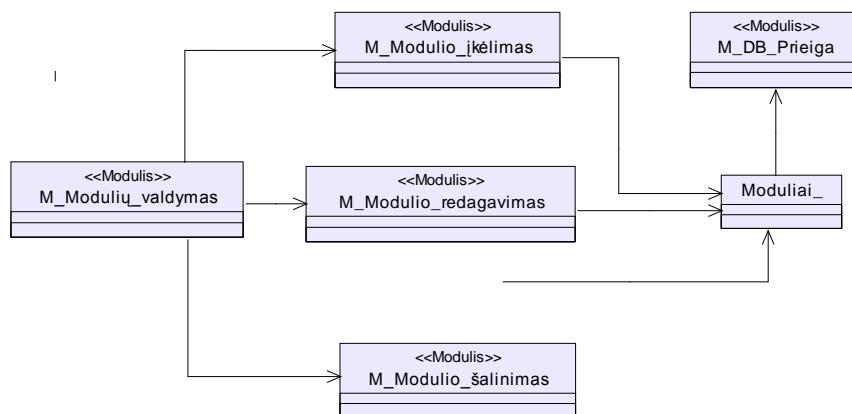 <<Modulis>>
M_Modulio_įkėlimas
<<Modulis>>
M_DB_Prieiga
<<Modulis>>
M_Modulių_valdymas
<<Modulis>>
M_Modulio_redagavimas
Moduliai_
<<Modulis>>
M_Modulio_šalinimas